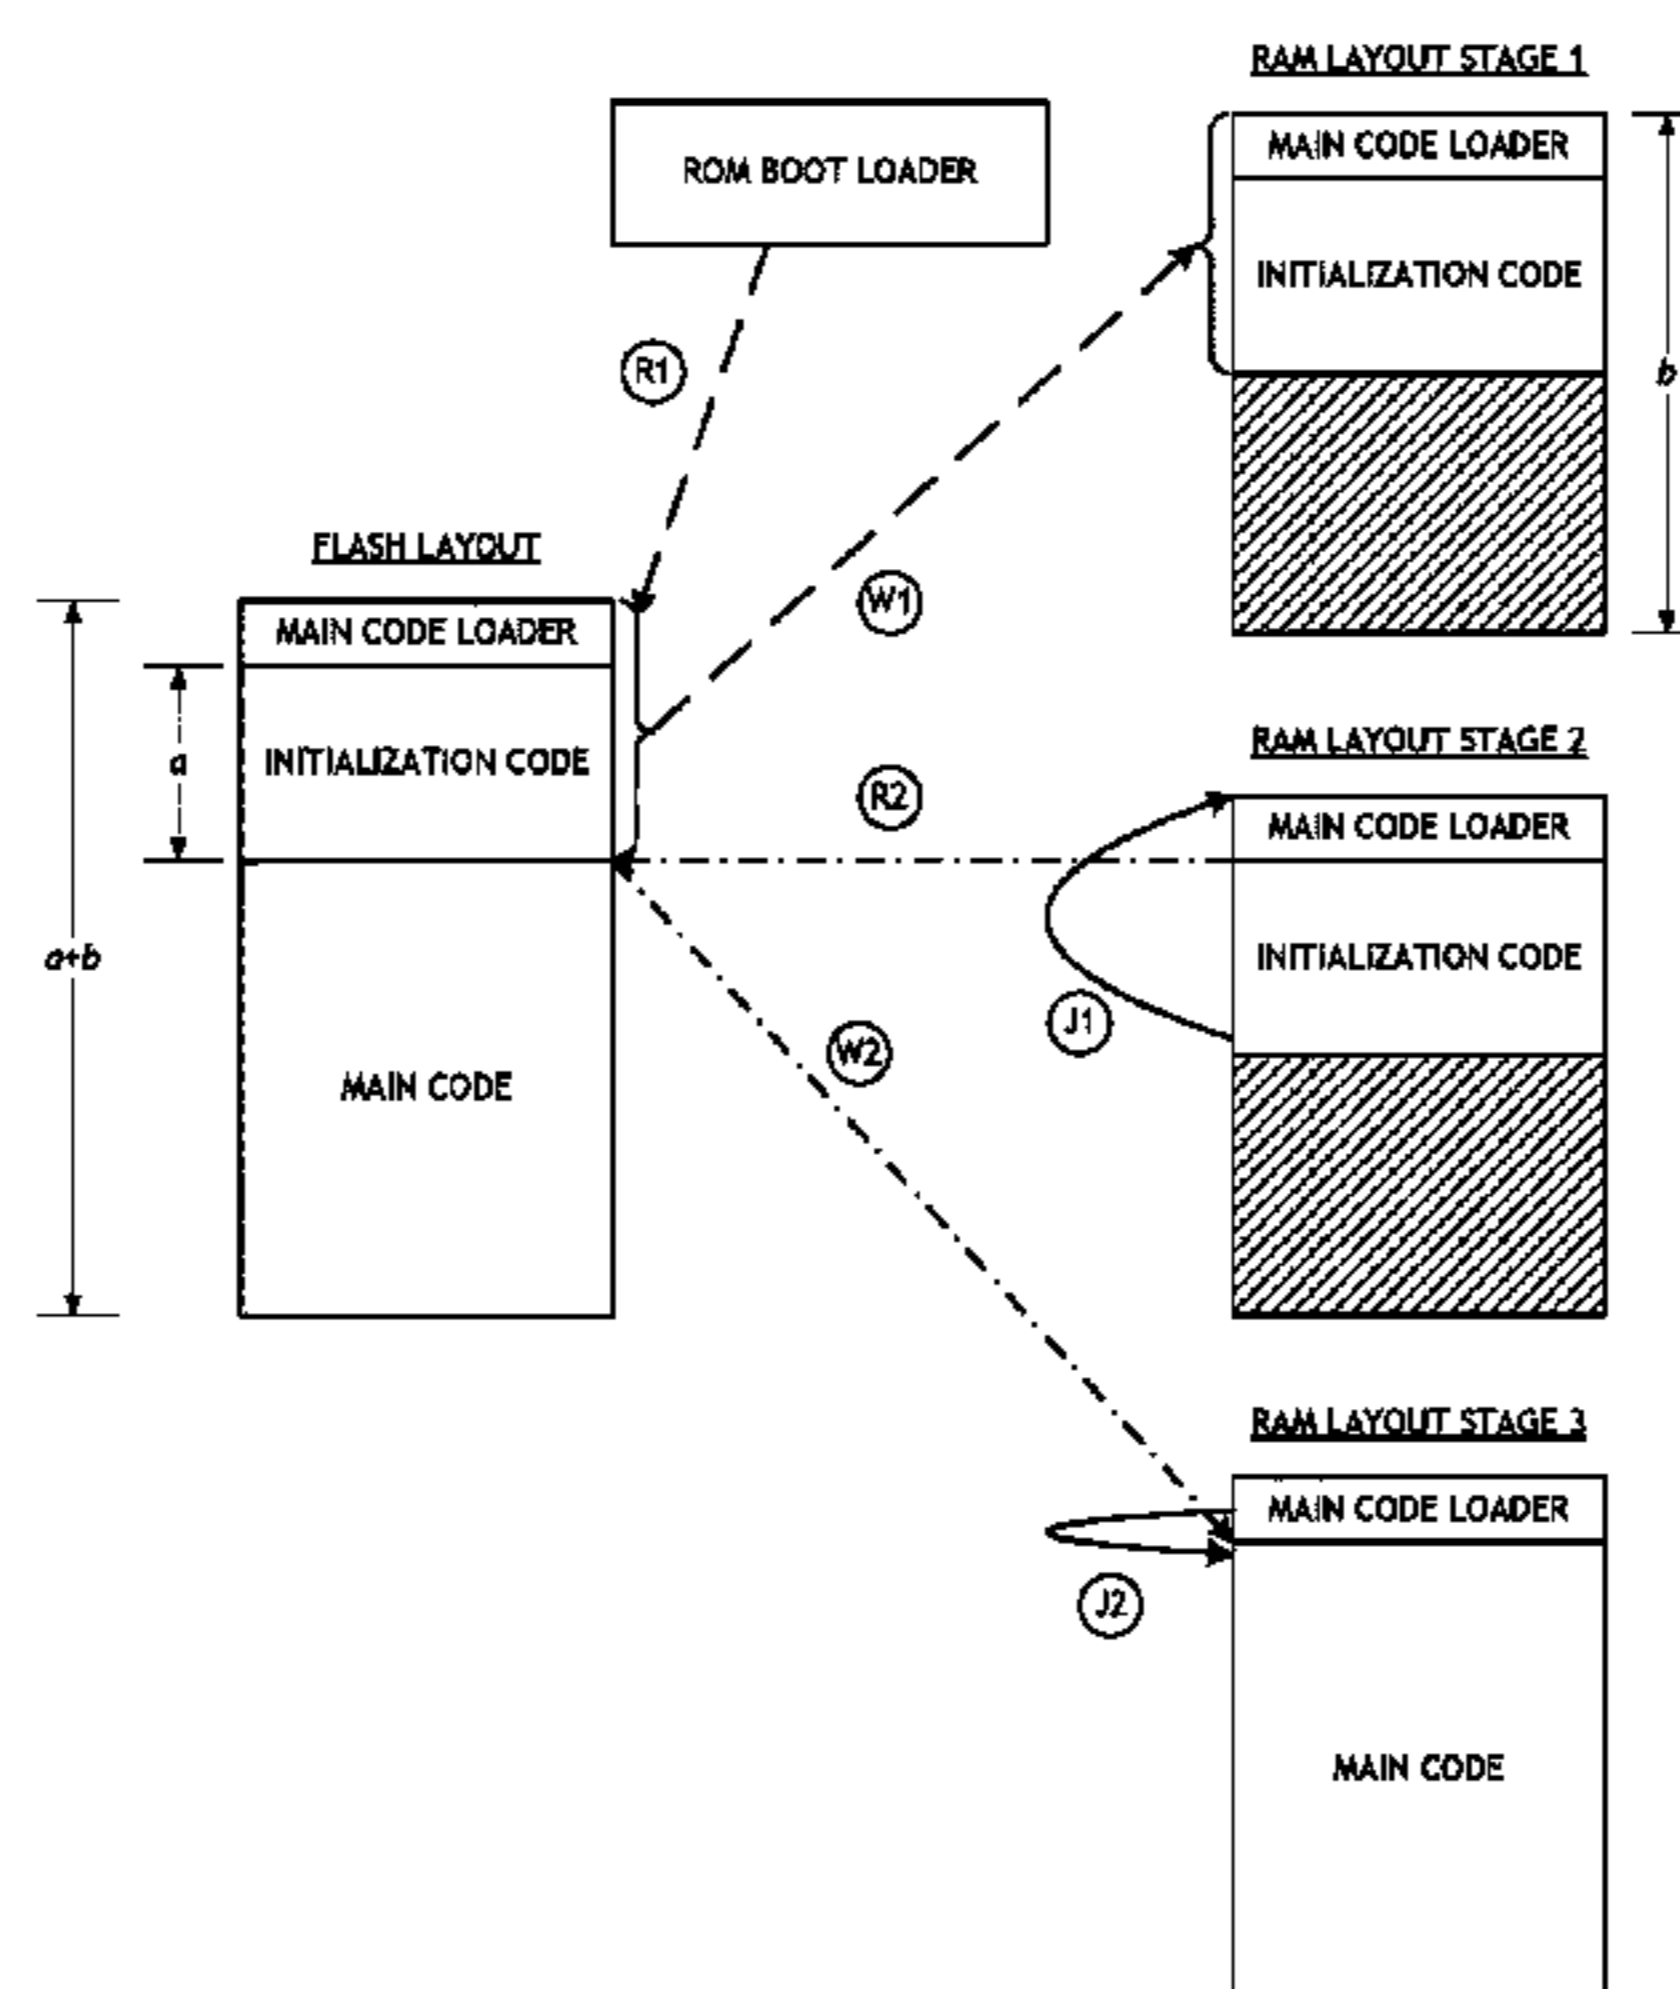 RAM LAYOUT STAGE 1
ROM BOOT LOADER
MAIN CODE LOADER
INITIALIZATION CODE
b
R1
W1
FLASH LAYOUT
MAIN CODE LOADER
a
INITIALIZATION CODE
a+b
MAIN CODE
R2
RAM LAYOUT STAGE 2
MAIN CODE LOADER
INITIALIZATION CODE
J1
W2
RAM LAYOUT STAGE 3
MAIN CODE LOADER
J2
MAIN CODE